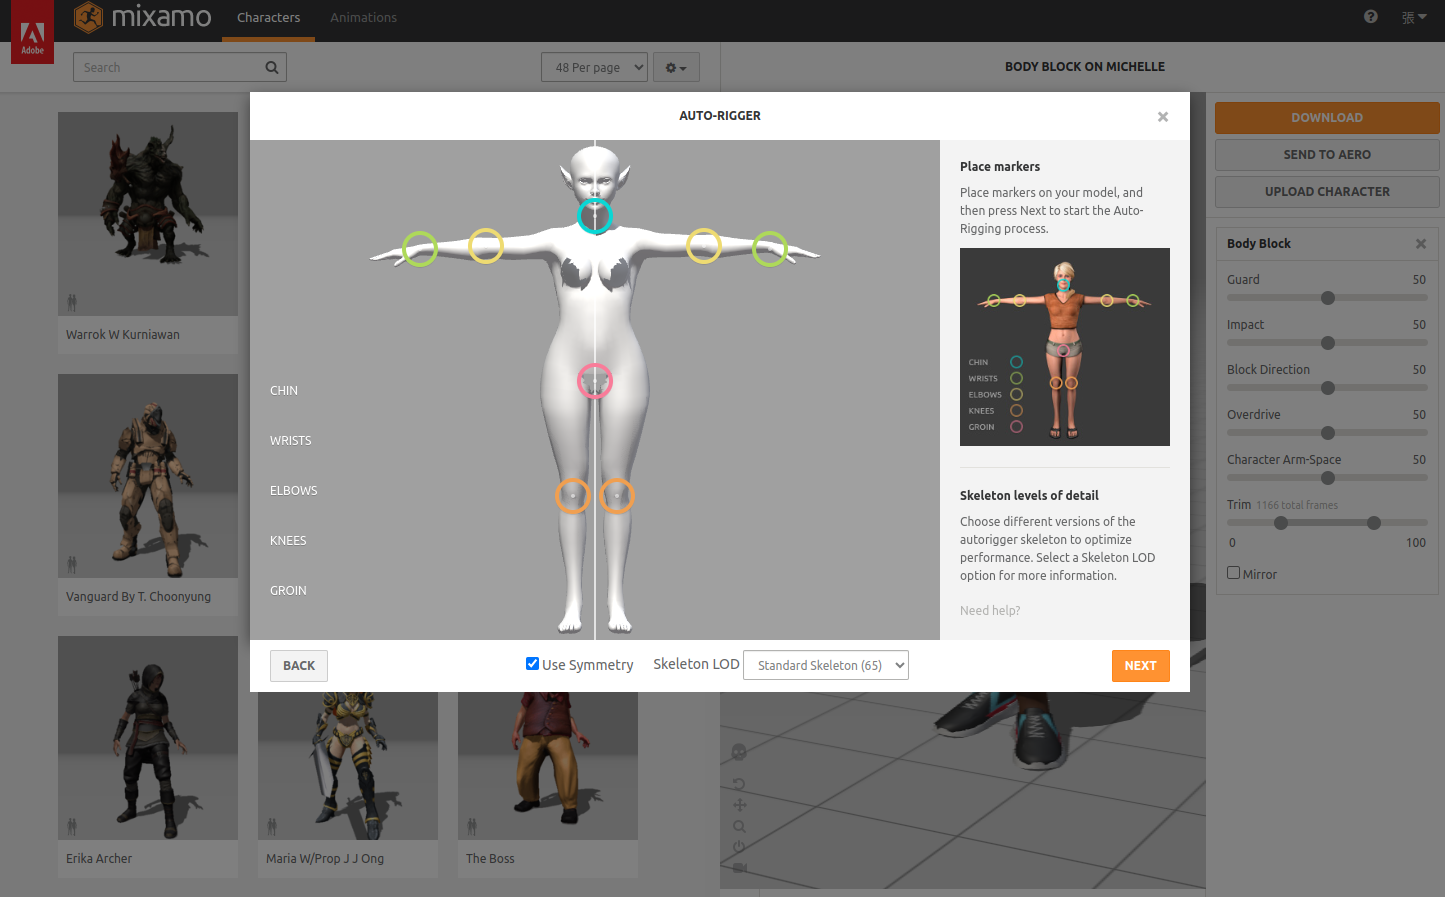 Adobe
mixamo
Characters
Animations
張
Search
48 Per page
BODY BLOCK ON MICHELLE
AUTO-RIGGER
Place markers
Place markers on your model, and
then press Next to start the Auto-
Rigging process.
CHIN
WRISTS
ELBOWS
KNEES
GROIN
CHIN
WRISTS
ELBOWS
KNEES
GROIN
Skeleton levels of detail
Choose different versions of the
autorigger skeleton to optimize
performance. Select a Skeleton LOD
option for more information.
Need help?
BACK
Use Symmetry
Skeleton LOD
Standard Skeleton (65)
NEXT
DOWNLOAD
SEND TO AERO
UPLOAD CHARACTER
Body Block
Guard 50
Impact 50
Block Direction 50
Overdrive 50
Character Arm-Space 50
Trim 1166 total frames
0 100
Mirror
Warrok W Kurniawan
Vanguard By T. Choonyung
Erika Archer
Maria W/Prop J J Ong
The Boss